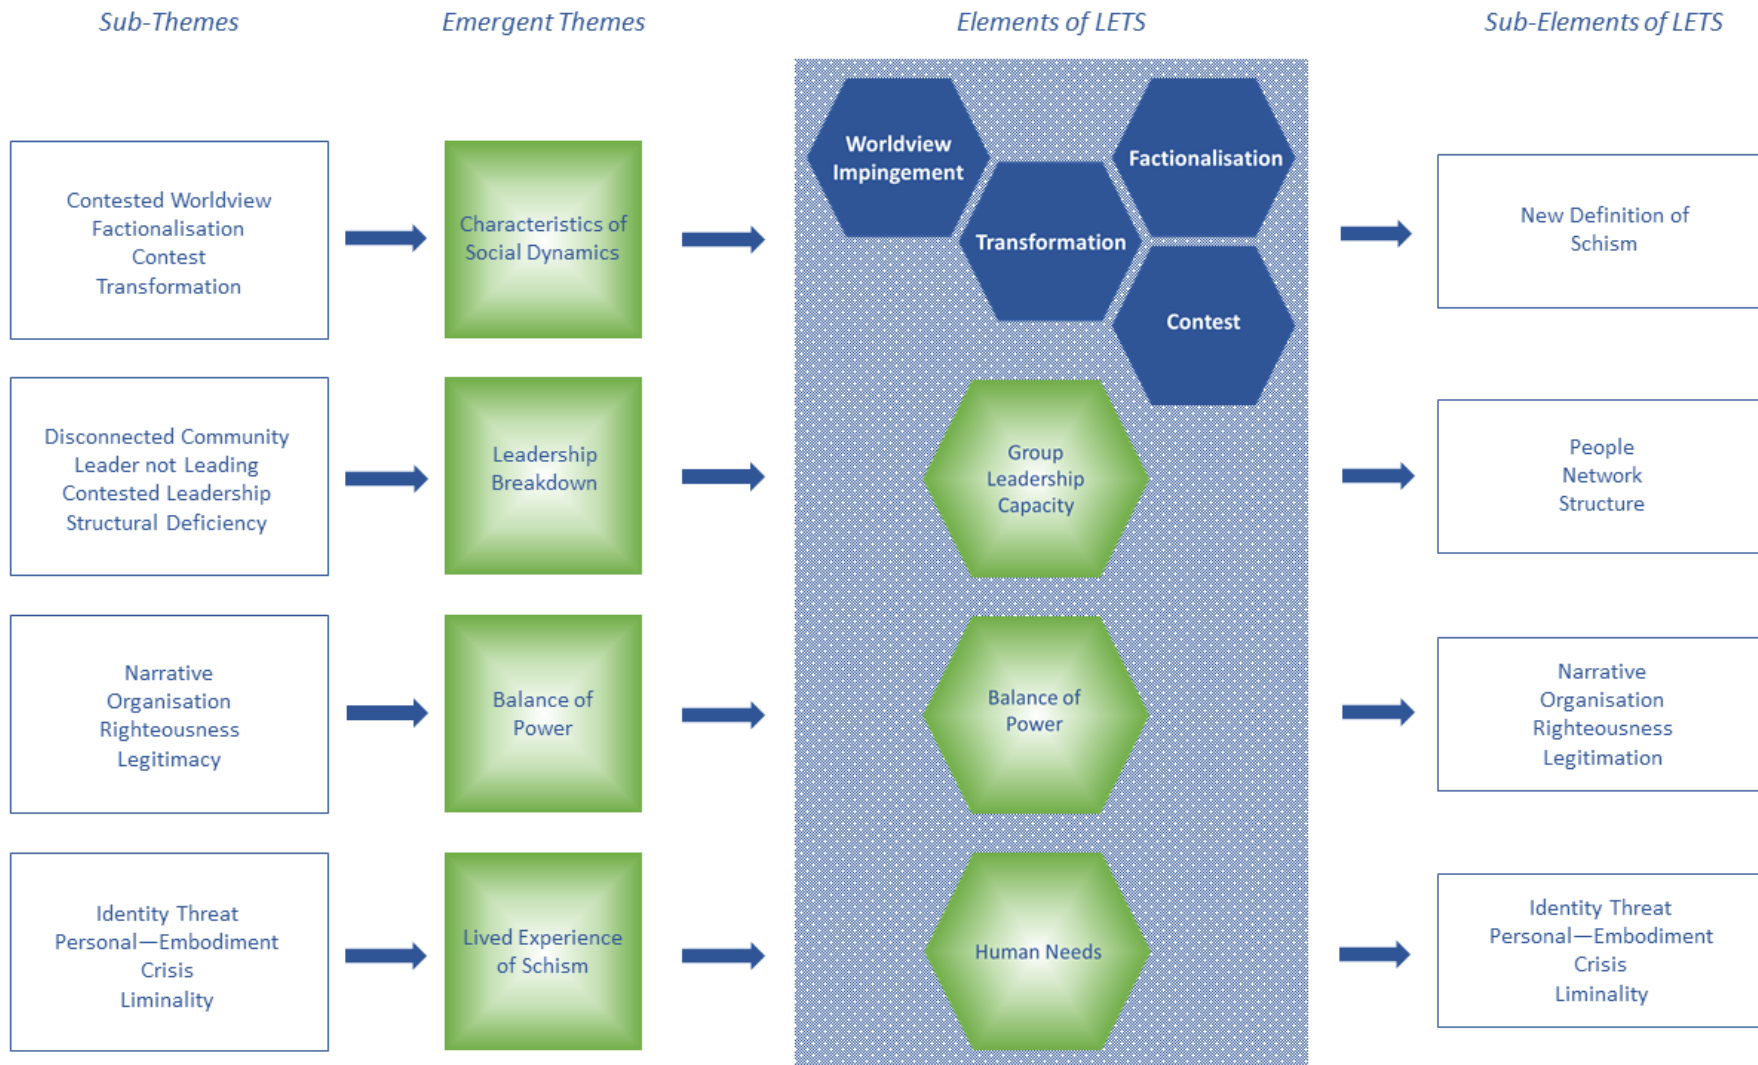 Sub-Themes
Emergent Themes
Elements of LETS
Sub-Elements of LETS
Contested Worldview
Factionalisation
Contest
Transformation
Characteristics of
Social Dynamics
Worldview
Impingement
Factionalisation
Transformation
Contest
New Definition of
Schism
Disconnected Community
Leader not Leading
Contested Leadership
Structural Deficiency
Leadership
Breakdown
Group
Leadership
Capacity
People
Network
Structure
Narrative
Organisation
Righteousness
Legitimacy
Balance of
Power
Balance of
Power
Narrative
Organisation
Righteousness
Legitimation
Identity Threat
Personal—Embodiment
Crisis
Liminality
Lived Experience
of Schism
Human Needs
Identity Threat
Personal—Embodiment
Crisis
Liminality